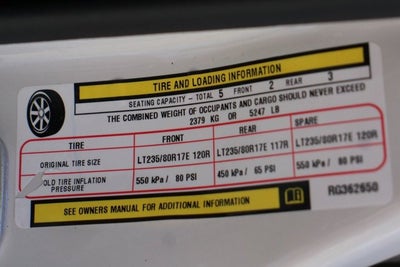 TIRE AND LOADING INFORMATION
SEATING CAPACITY - TOTAL 5 FRONT 2 REAR 3
THE COMBINED WEIGHT OF OCCUPANTS AND CARGO SHOULD NEVER EXCEED
2379 KG OR 5247 LB
TIRE FRONT REAR SPARE
ORIGINAL TIRE SIZE LT235/80R17E 120R LT235/80R17E 117R LT235/80R17E 120R
COLD TIRE INFLATION PRESSURE 550 kPa / 80 PSI 450 kPa / 65 PSI 550 kPa / 80 PSI
SEE OWNERS MANUAL FOR ADDITIONAL INFORMATION
RG362650